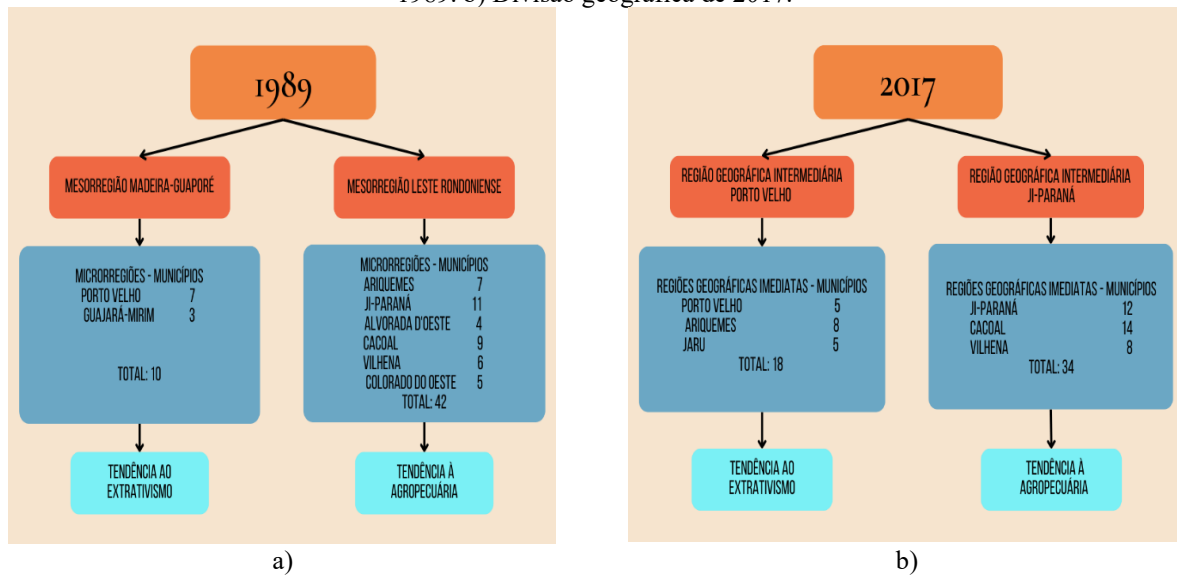 1989. b) Divisão geográfica de 2017.
1989
MESORREGIÃO MADEIRA-GUAPORÉ
MESORREGIÃO LESTE RONDONIENSE
MICRORREGIÕES - MUNICÍPIOS
PORTO VELHO 7
GUAJARÁ-MIRIM 3
TOTAL: 10
MICRORREGIÕES - MUNICÍPIOS
ARIQUEMES 7
JI-PARANÁ 11
ALVORADA D'OESTE 4
CACOAL 9
VILHENA 6
COLORADO DO OESTE 5
TOTAL: 42
TENDÊNCIA AO
EXTRATIVISMO
TENDÊNCIA À
AGROPECUÁRIA
a)
2017
REGIÃO GEOGRÁFICA INTERMEDIÁRIA
PORTO VELHO
REGIÃO GEOGRÁFICA INTERMEDIÁRIA
JI-PARANÁ
REGIÕES GEOGRÁFICAS IMEDIATAS - MUNICÍPIOS
PORTO VELHO 5
ARIQUEMES 8
JARU 5
TOTAL: 18
REGIÕES GEOGRÁFICAS IMEDIATAS - MUNICÍPIOS
JI-PARANÁ 12
CACOAL 14
VILHENA 8
TOTAL: 34
TENDÊNCIA AO
EXTRATIVISMO
TENDÊNCIA À
AGROPECUÁRIA
b)